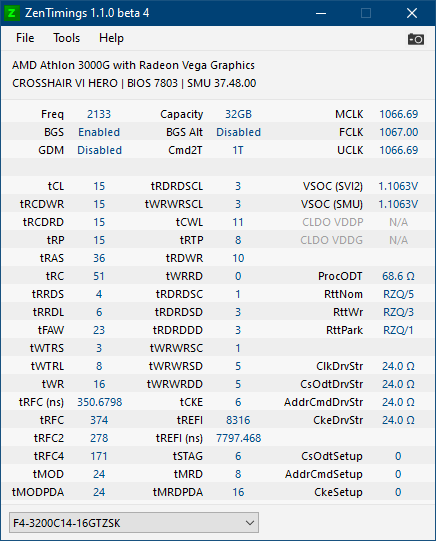 ZenTimings 1.1.0 beta 4
File Tools Help
AMD Athlon 3000G with Radeon Vega Graphics
CROSSHAIR VI HERO | BIOS 7803 | SMU 37.48.00
Freq 2133 Capacity 32GB MCLK 1066.69
BGS Enabled BGS Alt Disabled FCLK 1067.00
GDM Disabled Cmd2T 1T UCLK 1066.69
tCL 15 tRDRDSCL 3 VSOC (SVI2) 1.1063V
tRCDWR 15 tWRWRSCL 3 VSOC (SMU) 1.1063V
tRCDRD 15 tCWL 11 CLDO VDDP N/A
tRP 15 tRTP 8 CLDO VDDG N/A
tRAS 36 tRDWR 10
tRC 51 tWRRD 0 ProcODT 68.6 Ω
tRRDS 4 tRDRDSC 1 RttNom RZQ/5
tRRDL 6 tRDRDSD 3 RttWr RZQ/3
tFAW 23 tRDRDDD 3 RttPark RZQ/1
tWTRS 3 tWRWRSC 1
tWTRL 8 tWRWRSD 5 ClkDrvStr 24.0 Ω
tWR 16 tWRWRDD 5 CsOdtDrvStr 24.0 Ω
tRFC (ns) 350.6798 tCKE 6 AddrCmdDrvStr 24.0 Ω
tRFC 374 tREFI 8316 CkeDrvStr 24.0 Ω
tRFC2 278 tREFI (ns) 7797.468
tRFC4 171 tSTAG 6 CsOdtSetup 0
tMOD 24 tMRD 8 AddrCmdSetup 0
tMODPDA 24 tMRDPDA 16 CkeSetup 0
F4-3200C14-16GTZSK